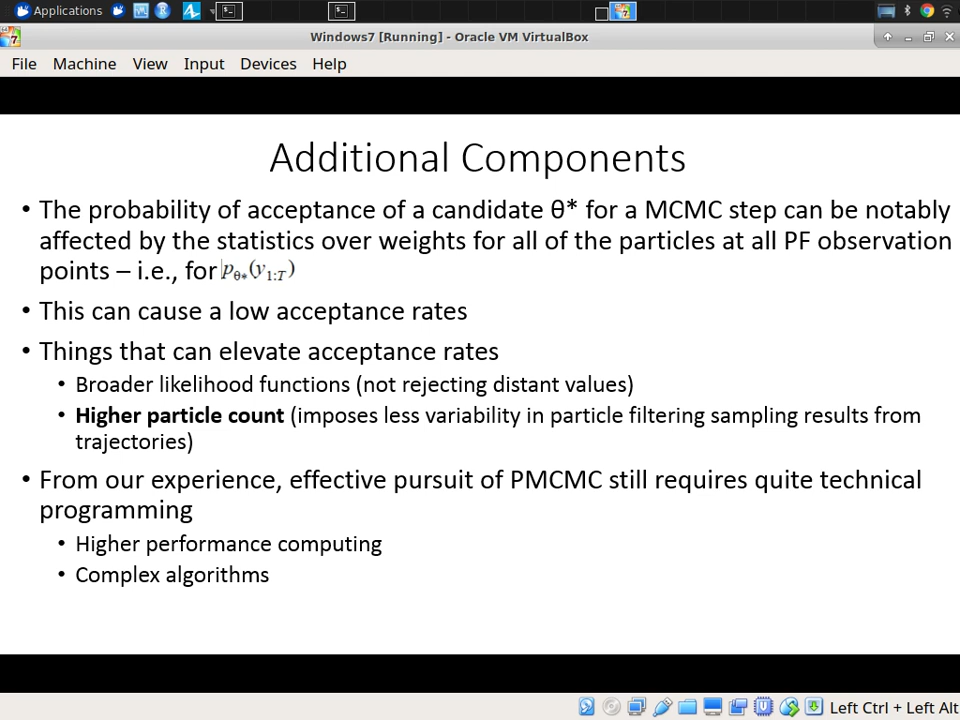 Applications
Windows7 [Running] - Oracle VM VirtualBox
File Machine View Input Devices Help
Additional Components
• The probability of acceptance of a candidate θ* for a MCMC step can be notably
affected by the statistics over weights for all of the particles at all PF observation
points – i.e., for pθ*(y1:T)
• This can cause a low acceptance rates
• Things that can elevate acceptance rates
• Broader likelihood functions (not rejecting distant values)
• Higher particle count (imposes less variability in particle filtering sampling results from
trajectories)
• From our experience, effective pursuit of PMCMC still requires quite technical
programming
• Higher performance computing
• Complex algorithms
Left Ctrl + Left Alt